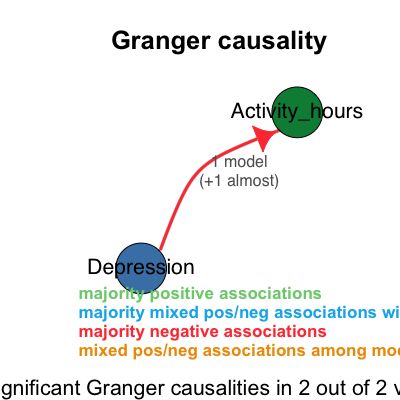 Granger causality
Activity_hours
1 model
(+1 almost)
Depression
majority positive associations
majority mixed pos/neg associations wi
majority negative associations
mixed pos/neg associations among mod
gnificant Granger causalities in 2 out of 2 v